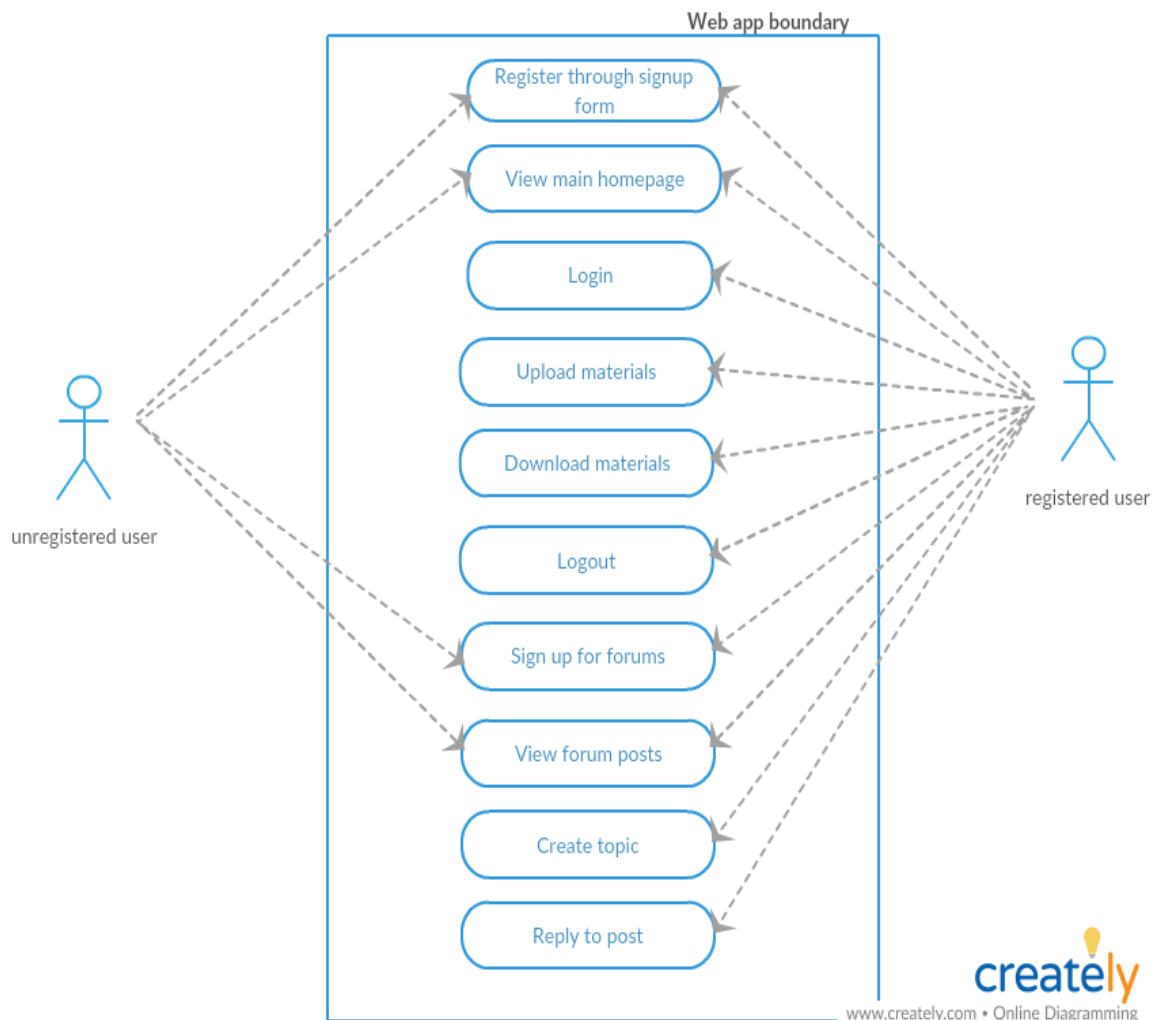 Web app boundary
Register through signup
form
View main homepage
Login
Upload materials
Download materials
registered user
unregistered user
Logout
Sign up for forums
View forum posts
Create topic
Reply to post
creately
www.creately.com • Online Diagramming